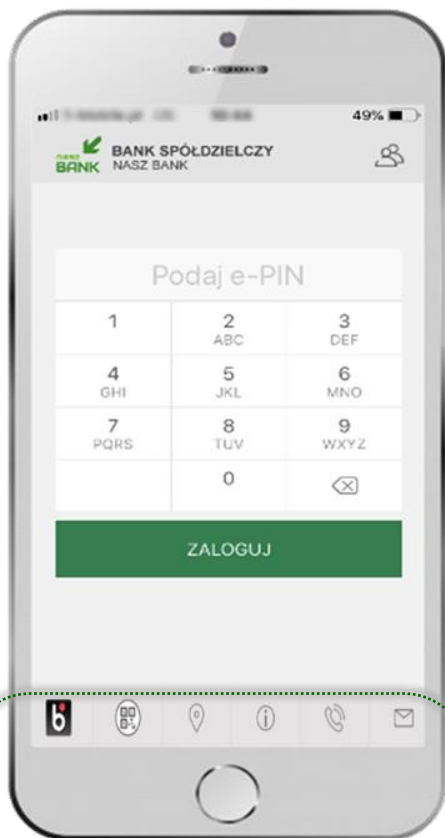 49%
nasz
BANK
BANK SPÓŁDZIELCZY
NASZ BANK
Podaj e-PIN
1 2 3
ABC DEF
4 5 6
GHI JKL MNO
7 8 9
PQRS TUV WXYZ
0
ZALOGUJ
b